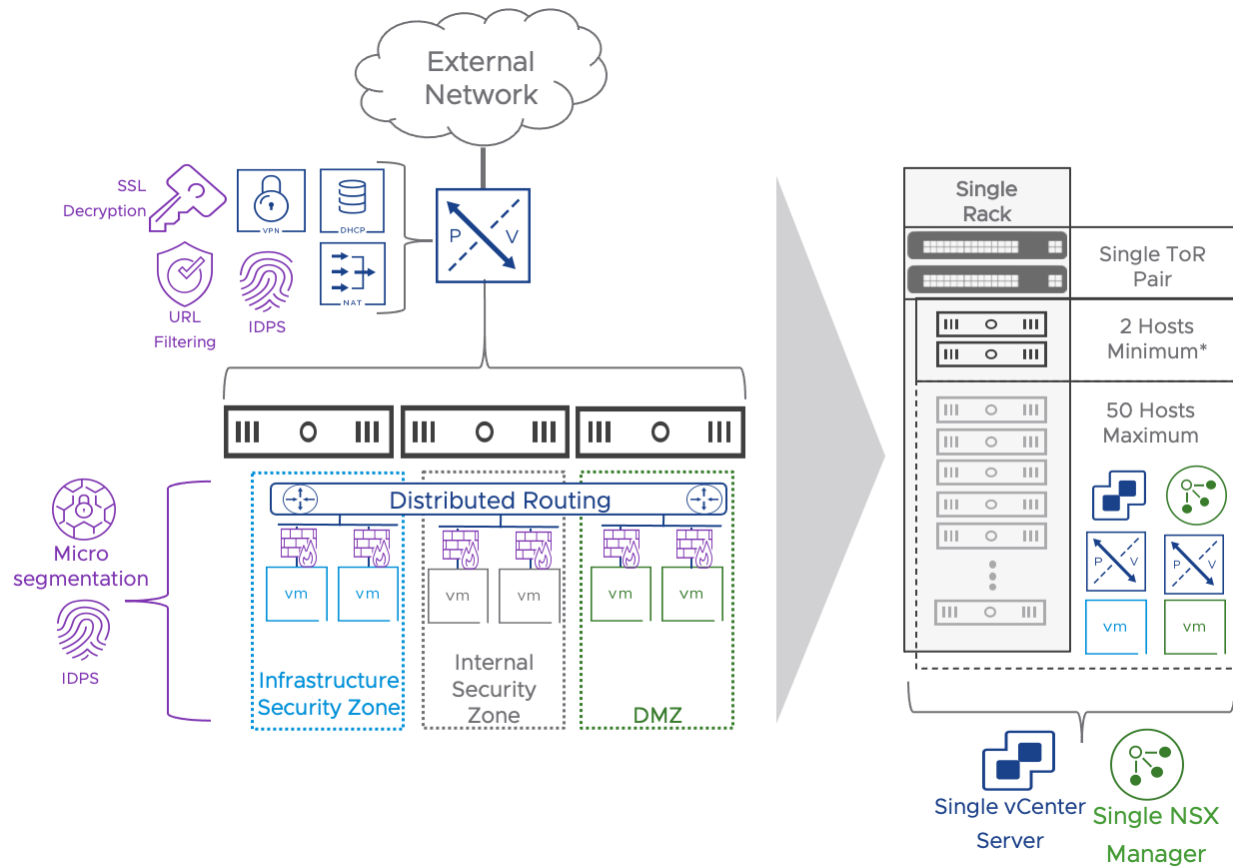 External
Network
SSL
Decryption
VPN
DHCP
P V
URL
Filtering
IDPS
NAT
Distributed Routing
vm
vm
vm
vm
vm
vm
Micro
segmentation
IDPS
Infrastructure
Security Zone
Internal
Security
Zone
DMZ
Single
Rack
Single ToR
Pair
2 Hosts
Minimum*
50 Hosts
Maximum
P V
P V
vm
vm
Single vCenter
Server
Single NSX
Manager